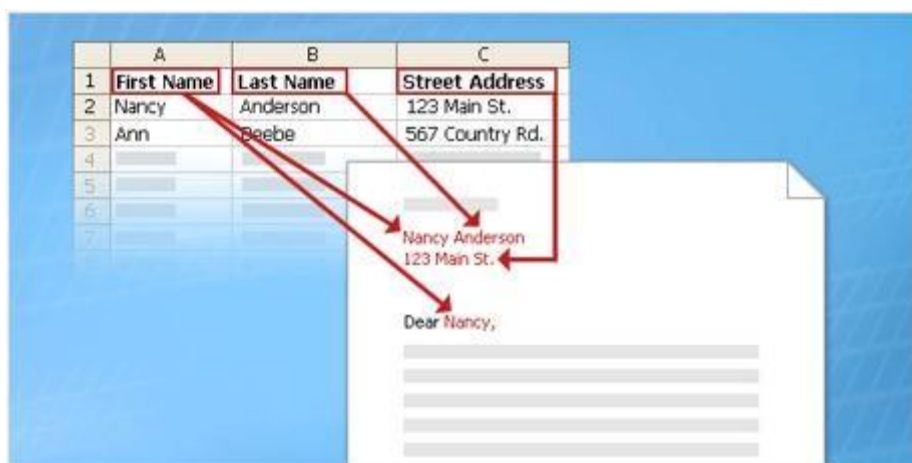 A B C
1 First Name Last Name Street Address
2 Nancy Anderson 123 Main St.
3 Ann Beebe 567 Country Rd.
4
5
6
7
Nancy Anderson
123 Main St.
Dear Nancy,